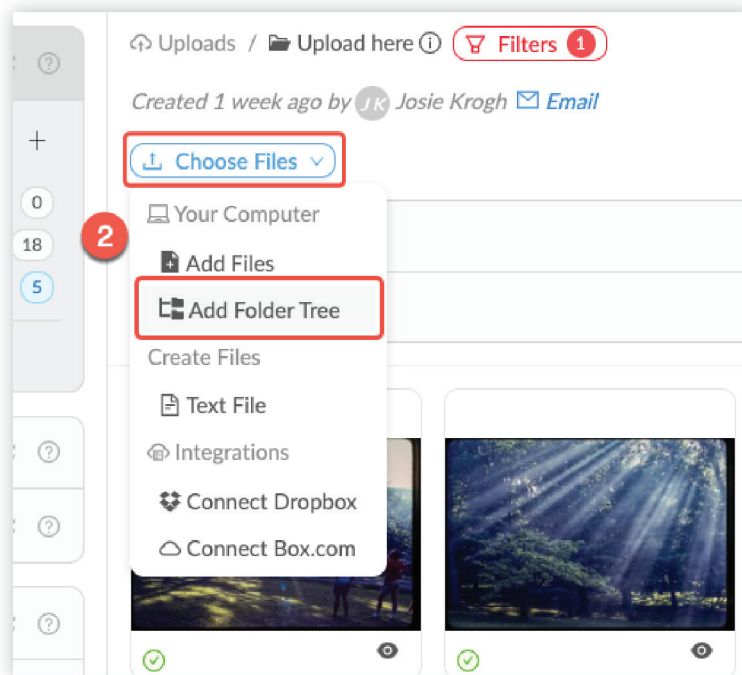 Uploads / Upload here Filters 1
Created 1 week ago by JK Josie Krogh Email
Choose Files
Your Computer
0
18
2
Add Files
5
Add Folder Tree
Create Files
Text File
Integrations
Connect Dropbox
Connect Box.com